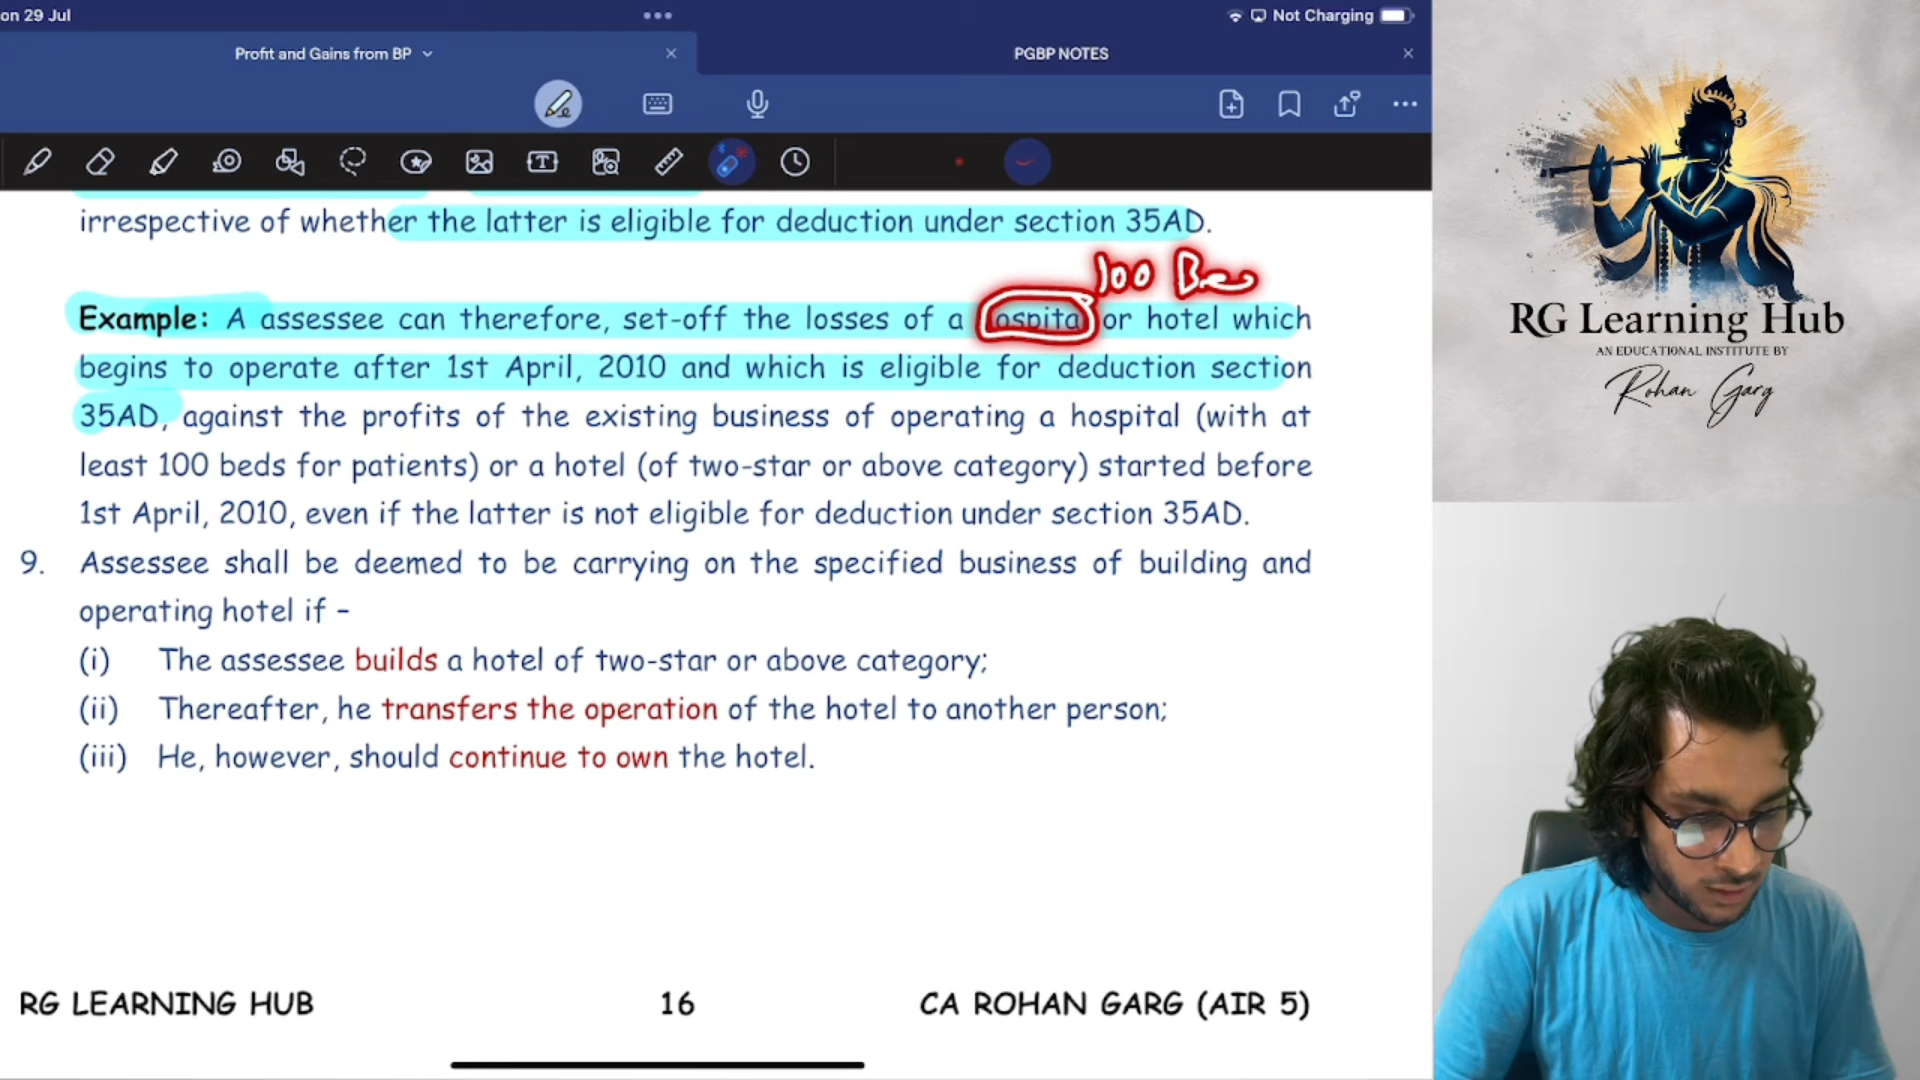 on 29 Jul
Not Charging
Profit and Gains from BP
PGBP NOTES
irrespective of whether the latter is eligible for deduction under section 35AD.
100 Be
Example: A assessee can therefore, set-off the losses of a hospital or hotel which
begins to operate after 1st April, 2010 and which is eligible for deduction section
35AD, against the profits of the existing business of operating a hospital (with at
least 100 beds for patients) or a hotel (of two-star or above category) started before
1st April, 2010, even if the latter is not eligible for deduction under section 35AD.
9. Assessee shall be deemed to be carrying on the specified business of building and
operating hotel if –
(i) The assessee builds a hotel of two-star or above category;
(ii) Thereafter, he transfers the operation of the hotel to another person;
(iii) He, however, should continue to own the hotel.
RG LEARNING HUB 16 CA ROHAN GARG (AIR 5)
RG Learning Hub
AN EDUCATIONAL INSTITUTE BY
Rohan Garg